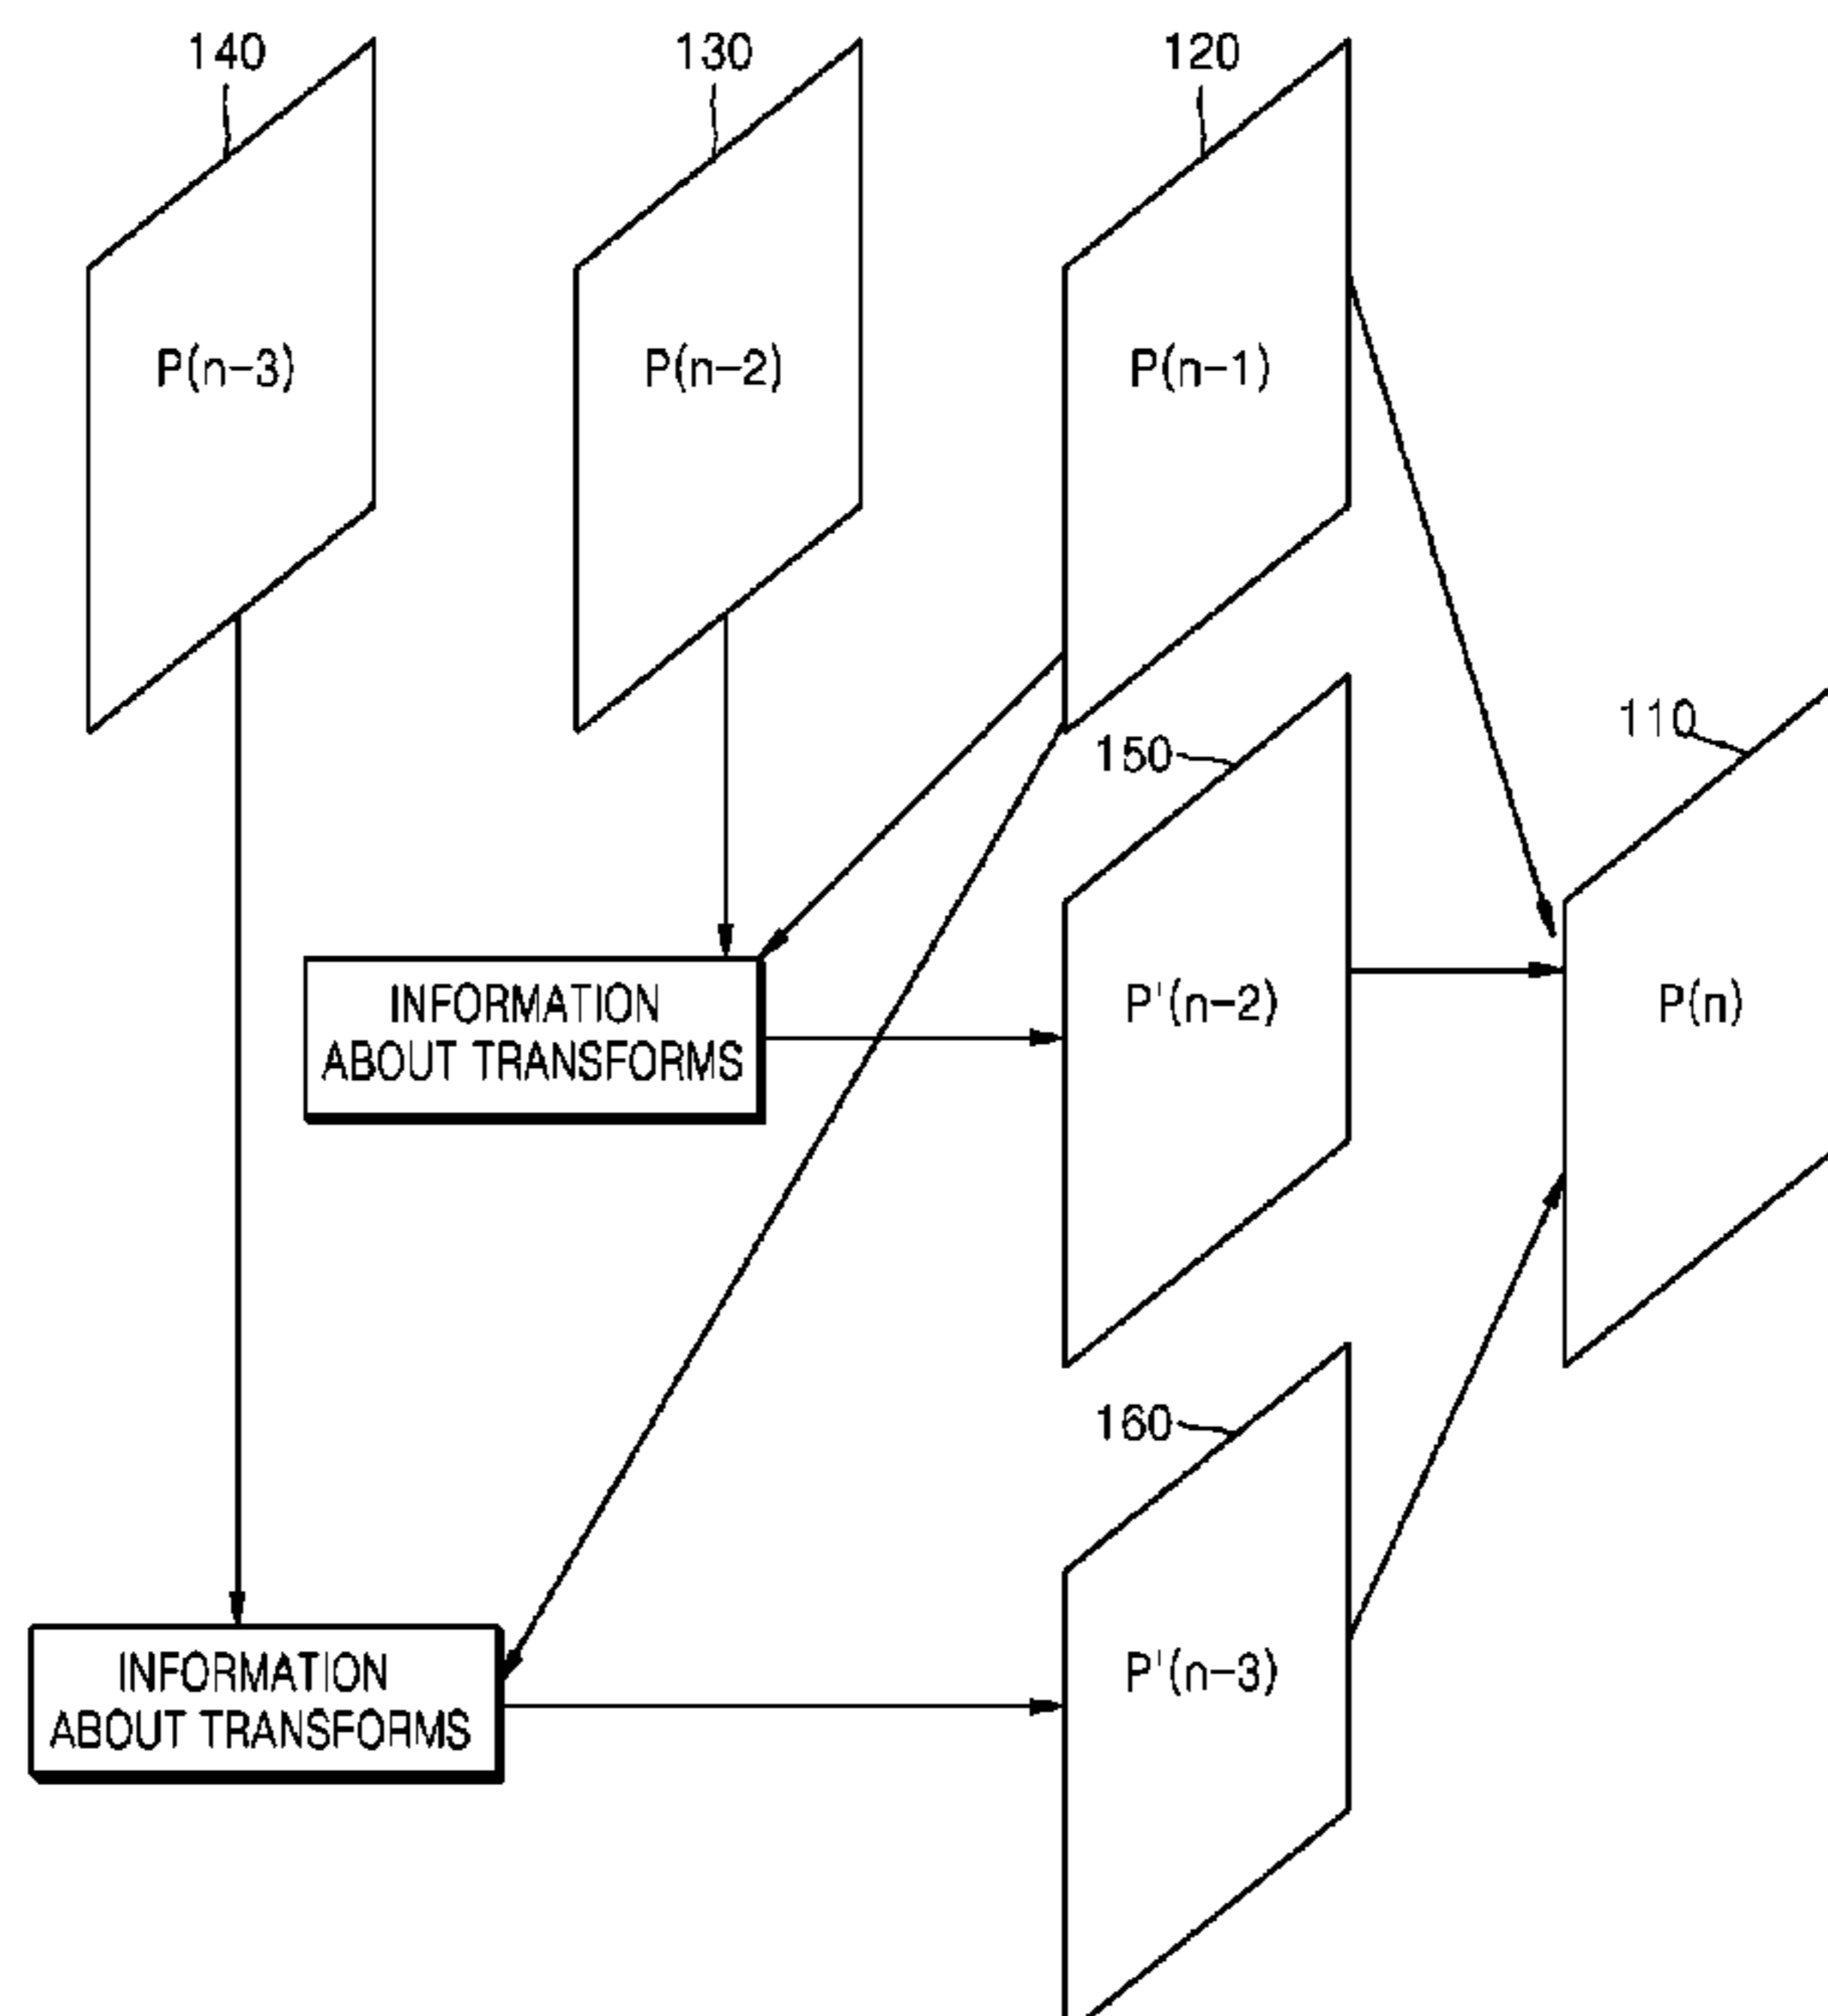 140
130
120
P(n-3)
P(n-2)
P(n-1)
110
150
INFORMATION
ABOUT TRANSFORMS
P'(n-2)
P(n)
160
INFORMATION
ABOUT TRANSFORMS
P'(n-3)